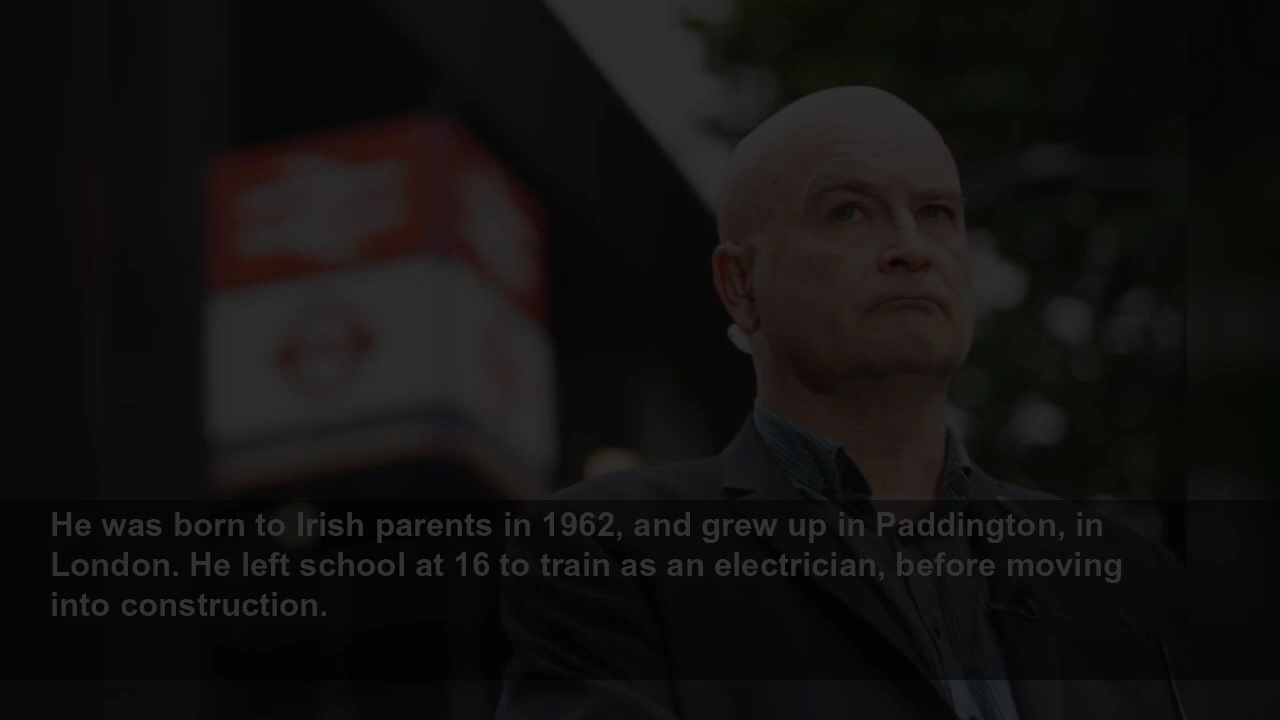 He was born to Irish parents in 1962, and grew up in Paddington, in
London. He left school at 16 to train as an electrician, before moving
into construction.